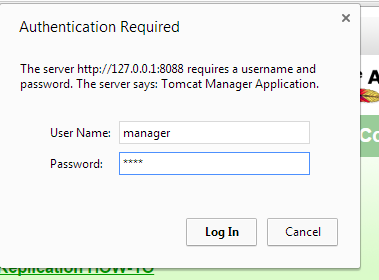 Authentication Required
The server http://127.0.0.1:8088 requires a username and
password. The server says: Tomcat Manager Application.
User Name: manager
Password: ****
Log In Cancel
A
Co
Replication HOW-TO